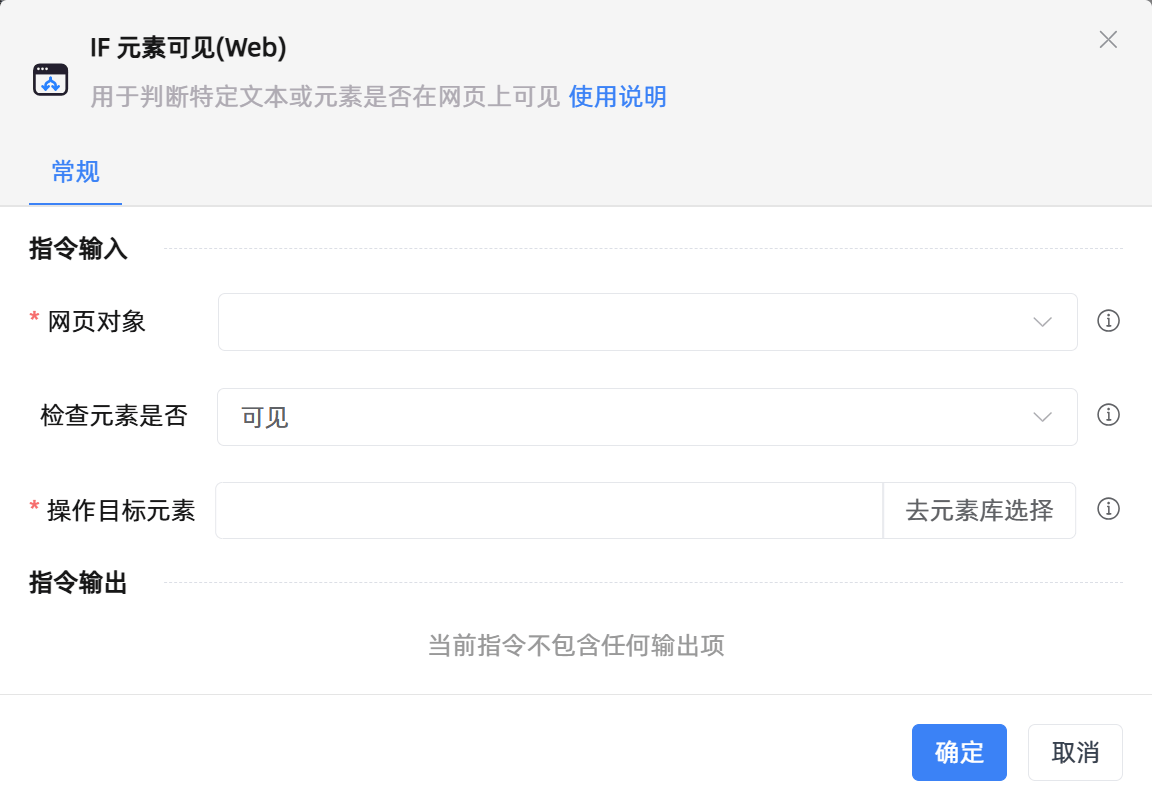 IF 元素可见(Web)
用于判断特定文本或元素是否在网页上可见 使用说明
常规
指令输入
* 网页对象
检查元素是否 可见
* 操作目标元素 去元素库选择
指令输出
当前指令不包含任何输出项
确定 取消